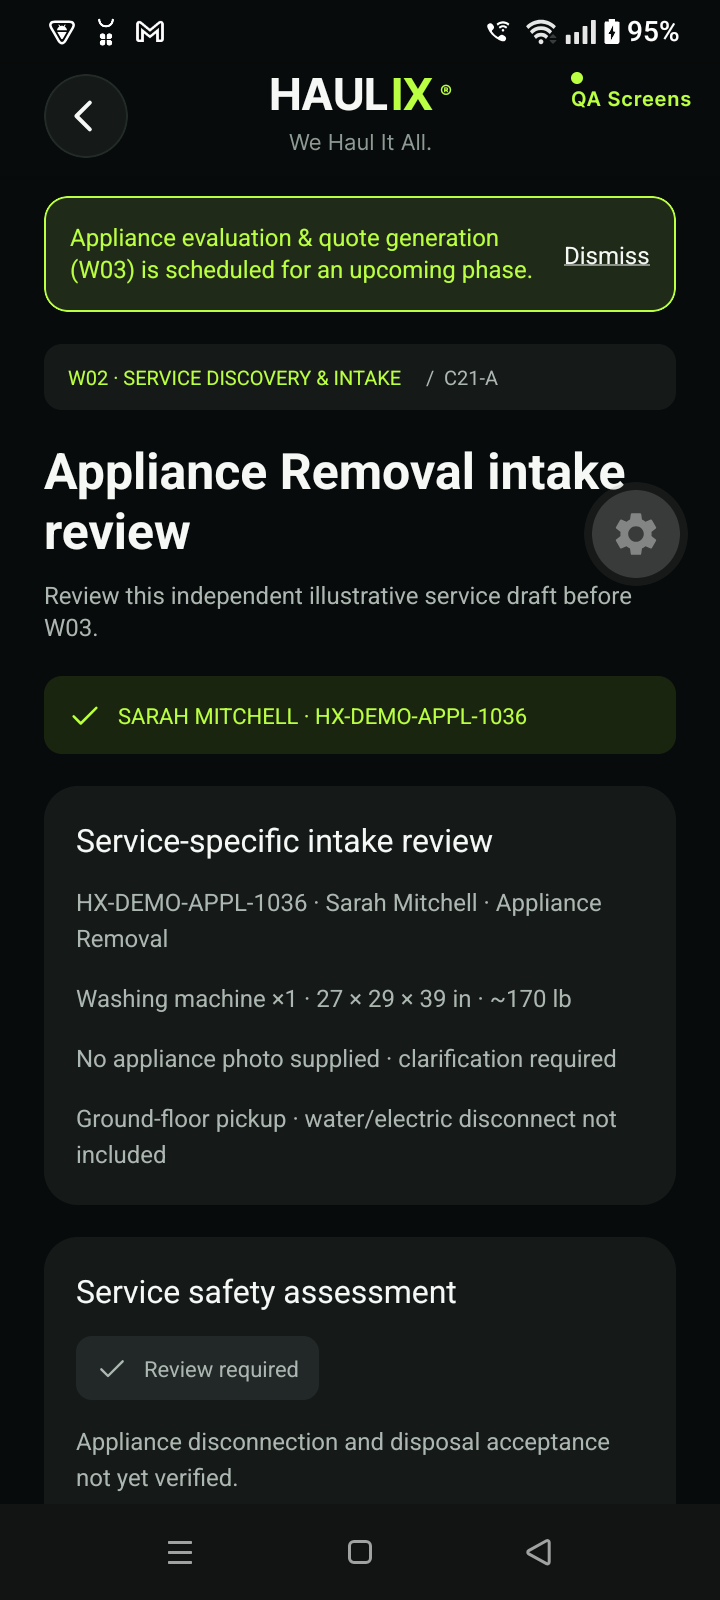 95%
HAULIX ®
QA Screens
We Haul It All.
Appliance evaluation & quote generation
(W03) is scheduled for an upcoming phase.
Dismiss
W02 · SERVICE DISCOVERY & INTAKE / C21-A
Appliance Removal intake
review
Review this independent illustrative service draft before
W03.
SARAH MITCHELL · HX-DEMO-APPL-1036
Service-specific intake review
HX-DEMO-APPL-1036 · Sarah Mitchell · Appliance
Removal
Washing machine ×1 · 27 × 29 × 39 in · ~170 lb
No appliance photo supplied · clarification required
Ground-floor pickup · water/electric disconnect not
included
Service safety assessment
Review required
Appliance disconnection and disposal acceptance
not yet verified.